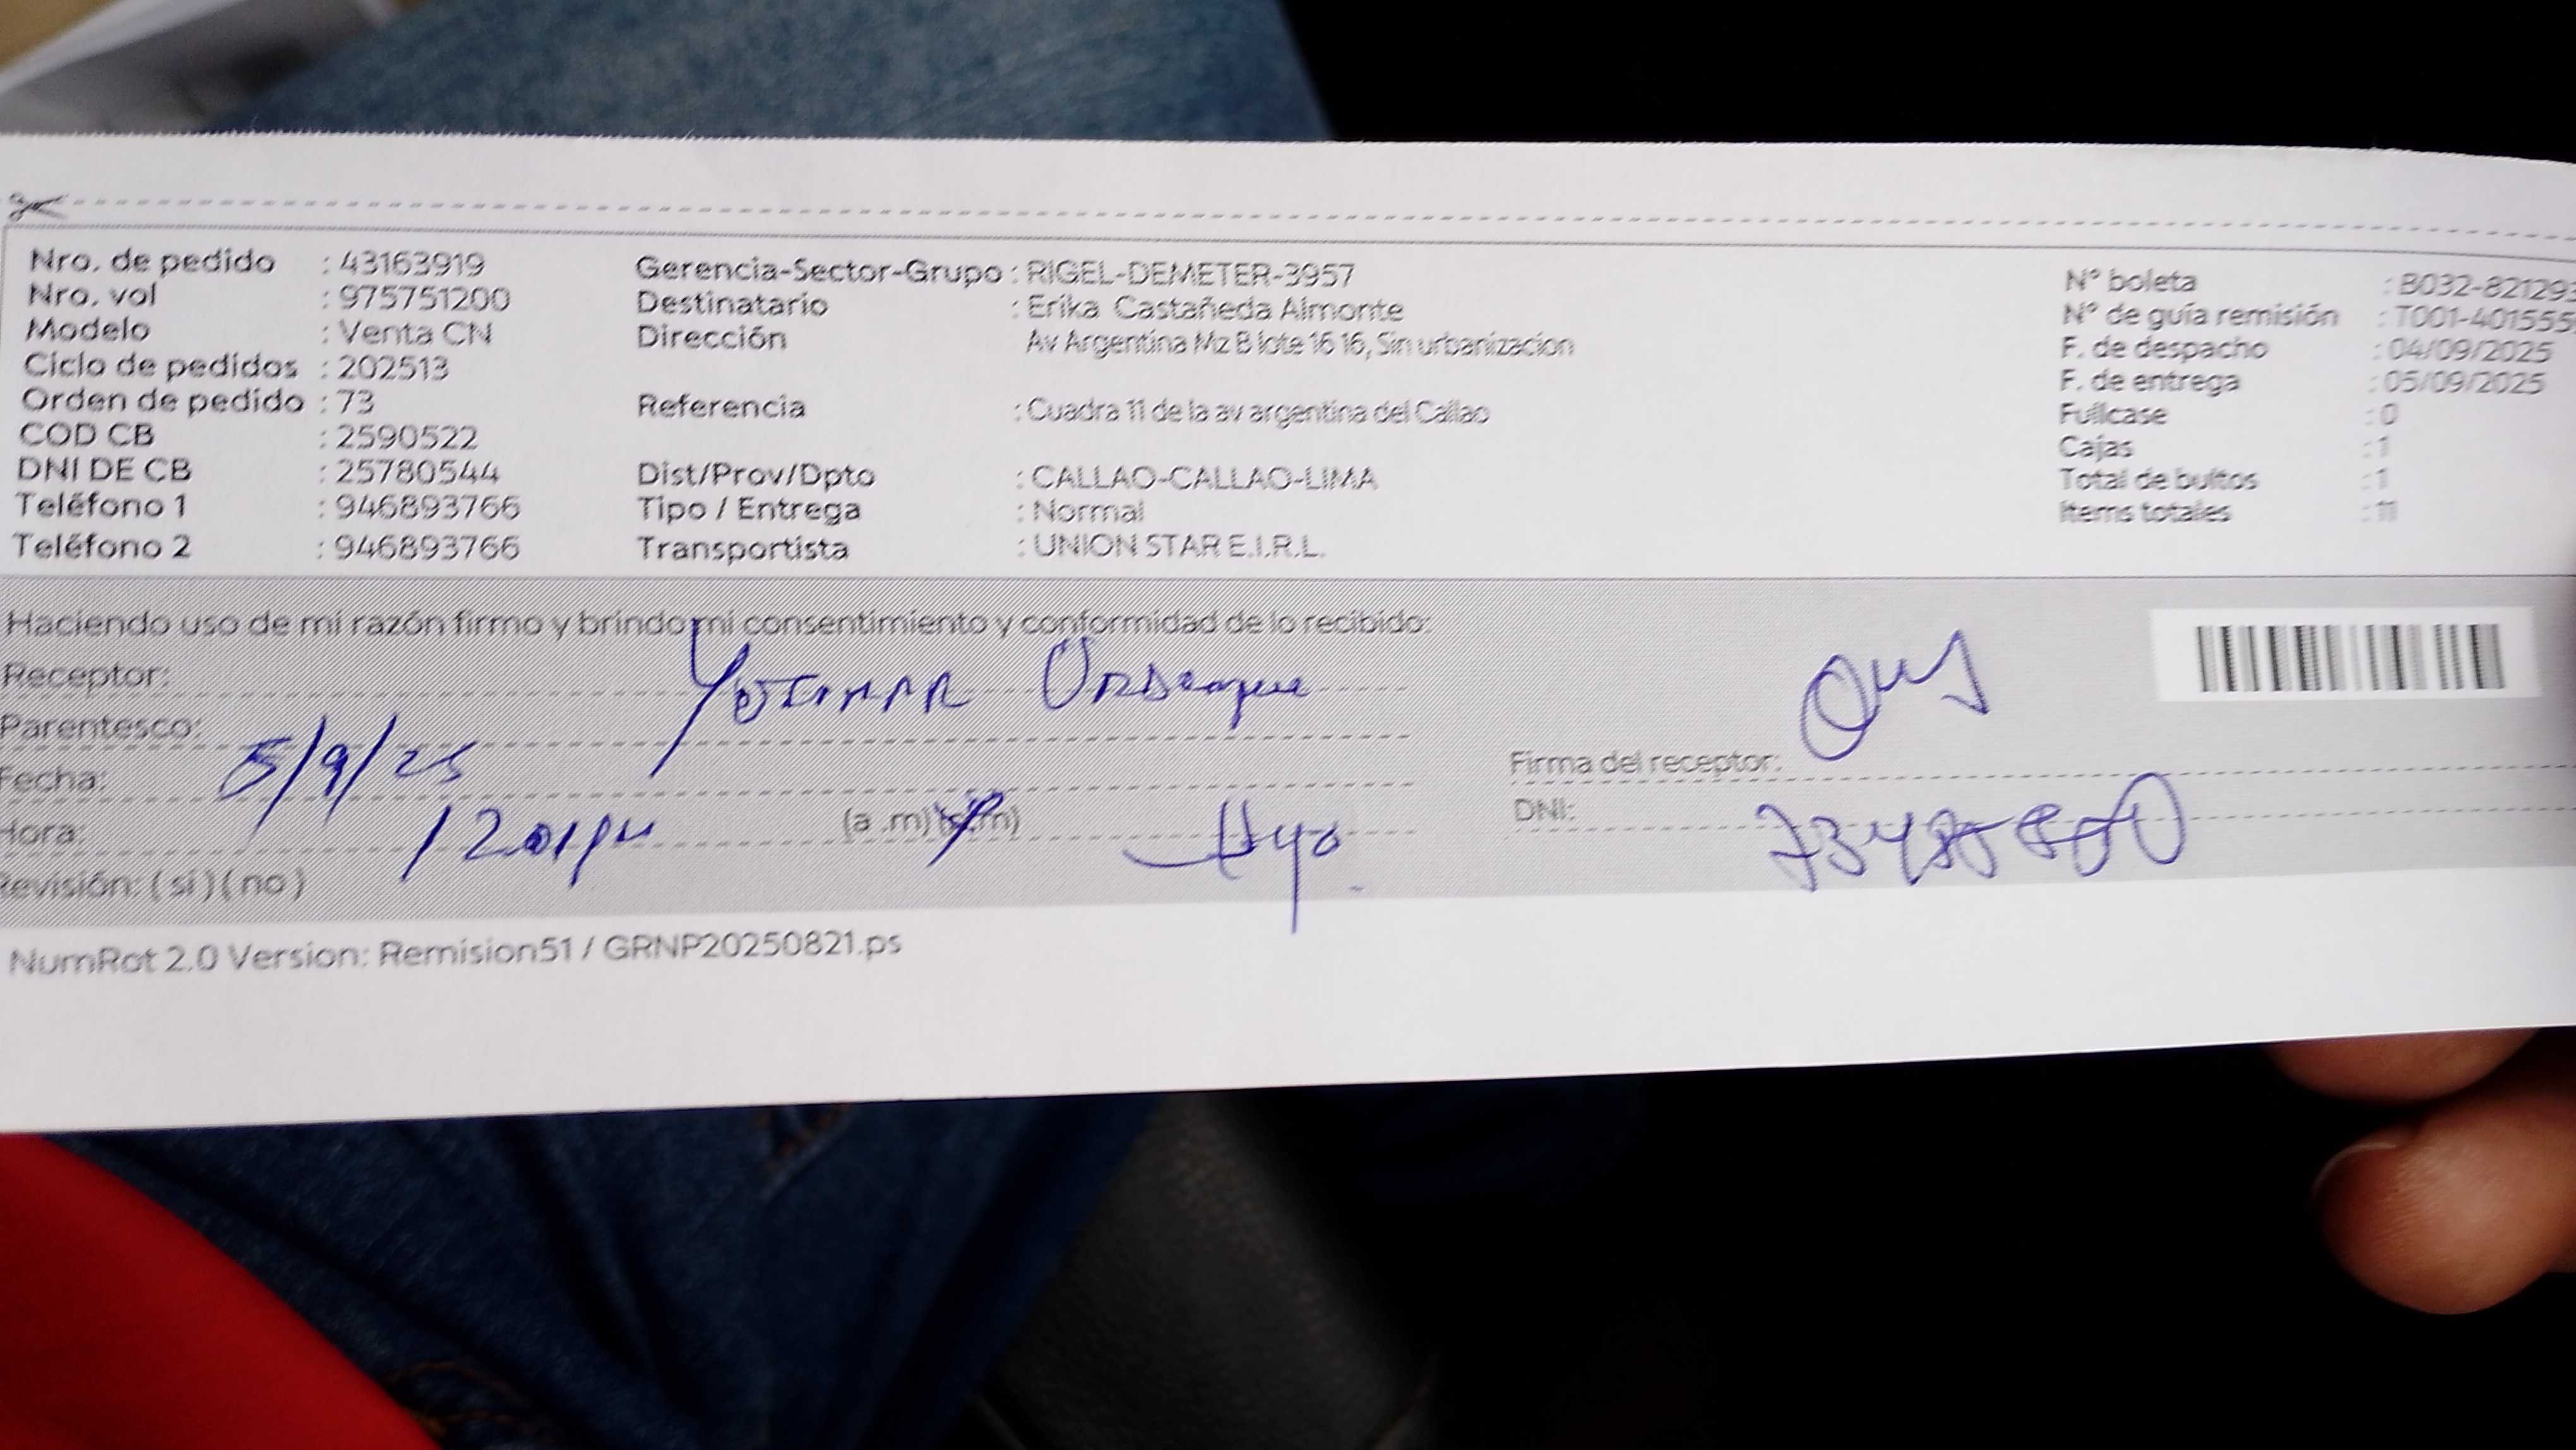 Nro. de pedido : 43163919
Nro. vol : 975751200
Modelo : Venta CN
Ciclo de pedidos : 202513
Orden de pedido : 73
COD CB : 2590522
DNI DE CB : 25780544
Teléfono 1 : 946893766
Teléfono 2 : 946893766
Gerencia-Sector-Grupo : RIGEL-DEMETER-3957
Destinatario : Erika Castañeda Almonte
Dirección Av Argentina Mz B lote 16 16, Sin urbanizacion
Referencia : Cuadra 11 de la av argentina del Callao
Dist/Prov/Dpto : CALLAO-CALLAO-LIMA
Tipo / Entrega : Normal
Transportista : UNION STAR E.I.R.L.
N° boleta : B032-821293
N° de guía remisión : T001-401555
F. de despacho : 04/09/2025
F. de entrega : 05/09/2025
Fullcase : 0
Cajas : 1
Total de bultos : 1
Items totales : 11
Haciendo uso de mi razón firmo y brindo mi consentimiento y conformidad de lo recibido:
Receptor:
Parentesco:
Fecha: 5/9/25
Hora: (a .m) (p.m)
Revisión: ( si ) ( no )
Firma del receptor:
DNI:
NumRot 2.0 Version: Remision51 / GRNP20250821.ps